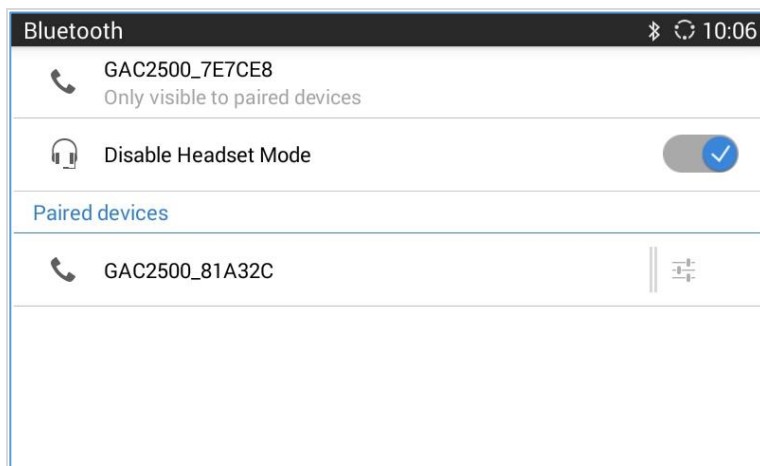 Bluetooth
10:06
GAC2500_7E7CE8
Only visible to paired devices
Disable Headset Mode
Paired devices
GAC2500_81A32C